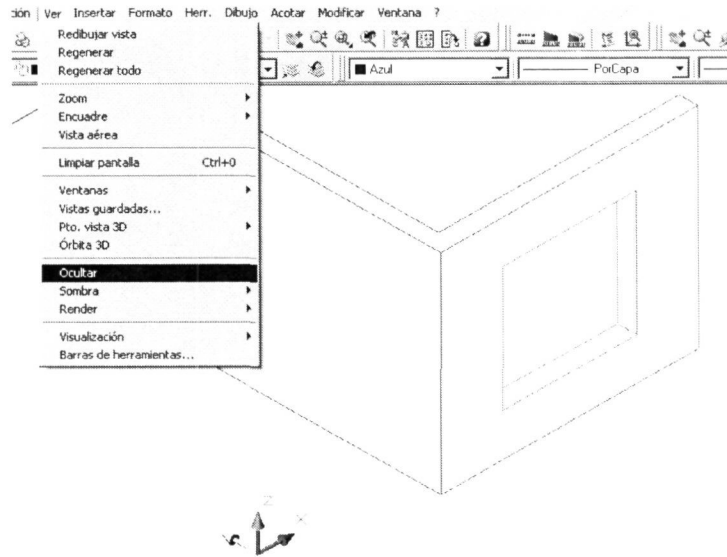 ción Ver Insertar Formato Herr. Dibujo Acotar Modificar Ventana ?
Azul PorCapa
Redibujar vista
Regenerar
Regenerar todo
Zoom
Encuadre
Vista aérea
Limpiar pantalla Ctrl+0
Ventanas
Vistas guardadas...
Pto. vista 3D
Órbita 3D
Ocultar
Sombra
Render
Visualización
Barras de herramientas...
Z
X